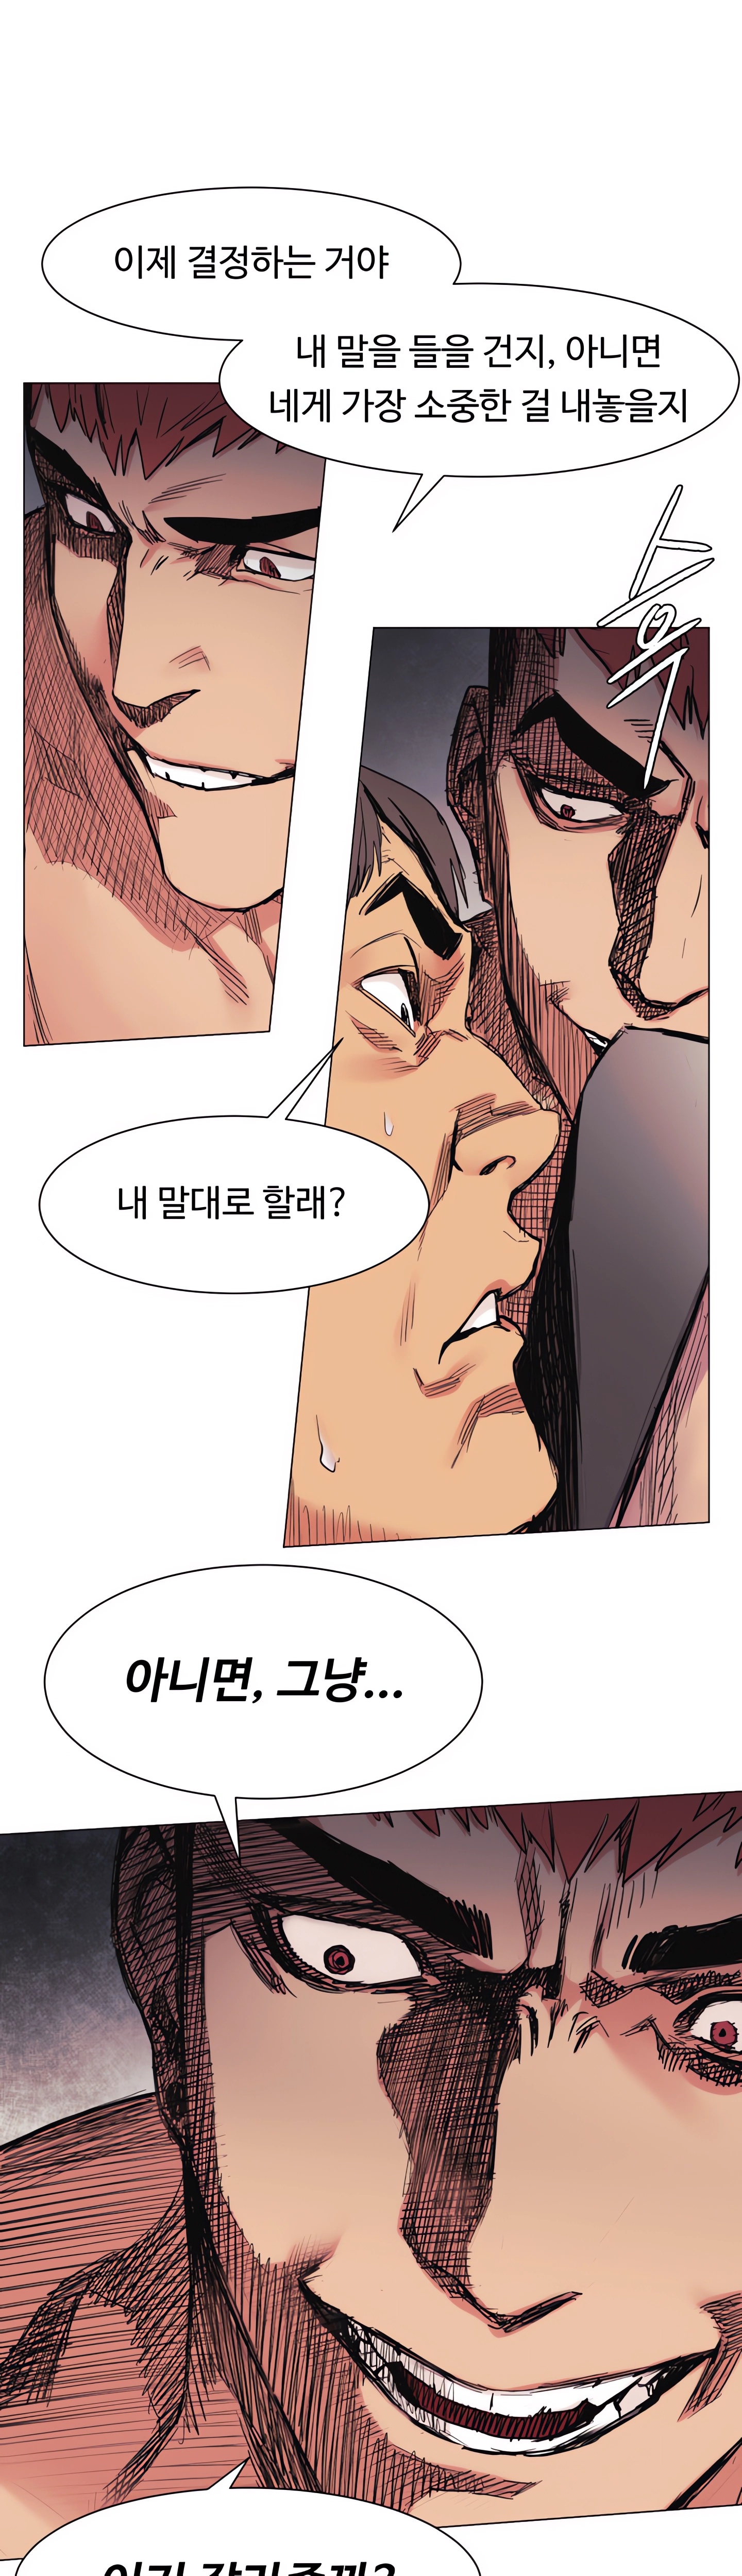 이제 결정하는 거야
내 말을 들을 건지, 아니면
네게 가장 소중한 걸 내놓을지
스윽
내 말대로 할래?
아니면, 그냥...